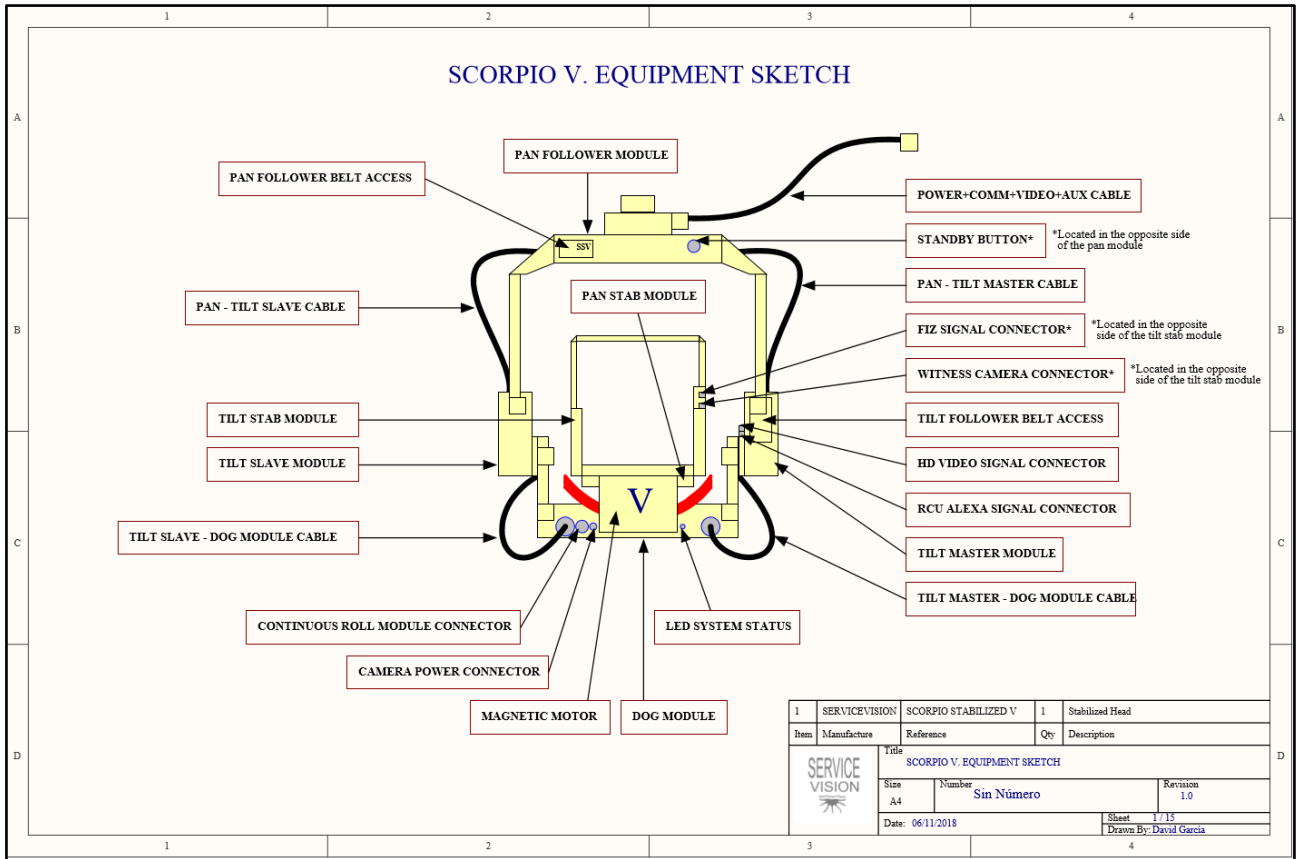 1 2 3 4
SCORPIO V. EQUIPMENT SKETCH
A A
PAN FOLLOWER MODULE
PAN FOLLOWER BELT ACCESS
POWER+COMM+VIDEO+AUX CABLE
STANDBY BUTTON*
*Located in the opposite side
of the pan module
SSV
PAN - TILT MASTER CABLE
PAN - TILT SLAVE CABLE
PAN STAB MODULE
B B
FIZ SIGNAL CONNECTOR*
*Located in the opposite
side of the tilt stab module
WITNESS CAMERA CONNECTOR*
*Located in the opposite
side of the tilt stab module
TILT STAB MODULE
TILT FOLLOWER BELT ACCESS
TILT SLAVE MODULE
HD VIDEO SIGNAL CONNECTOR
V
RCU ALEXA SIGNAL CONNECTOR
TILT SLAVE - DOG MODULE CABLE
C C
TILT MASTER MODULE
TILT MASTER - DOG MODULE CABLE
CONTINUOUS ROLL MODULE CONNECTOR
LED SYSTEM STATUS
CAMERA POWER CONNECTOR
MAGNETIC MOTOR
DOG MODULE
1 SERVICEVISION SCORPIO STABILIZED V 1 Stabilized Head
Item Manufacture Reference Qty Description
D D
SERVICE
VISION
Title
SCORPIO V. EQUIPMENT SKETCH
Size
A4
Number
Sin Número
Revision
1.0
Date: 06/11/2018
Sheet 1 / 15
Drawn By: David García
1 2 3 4